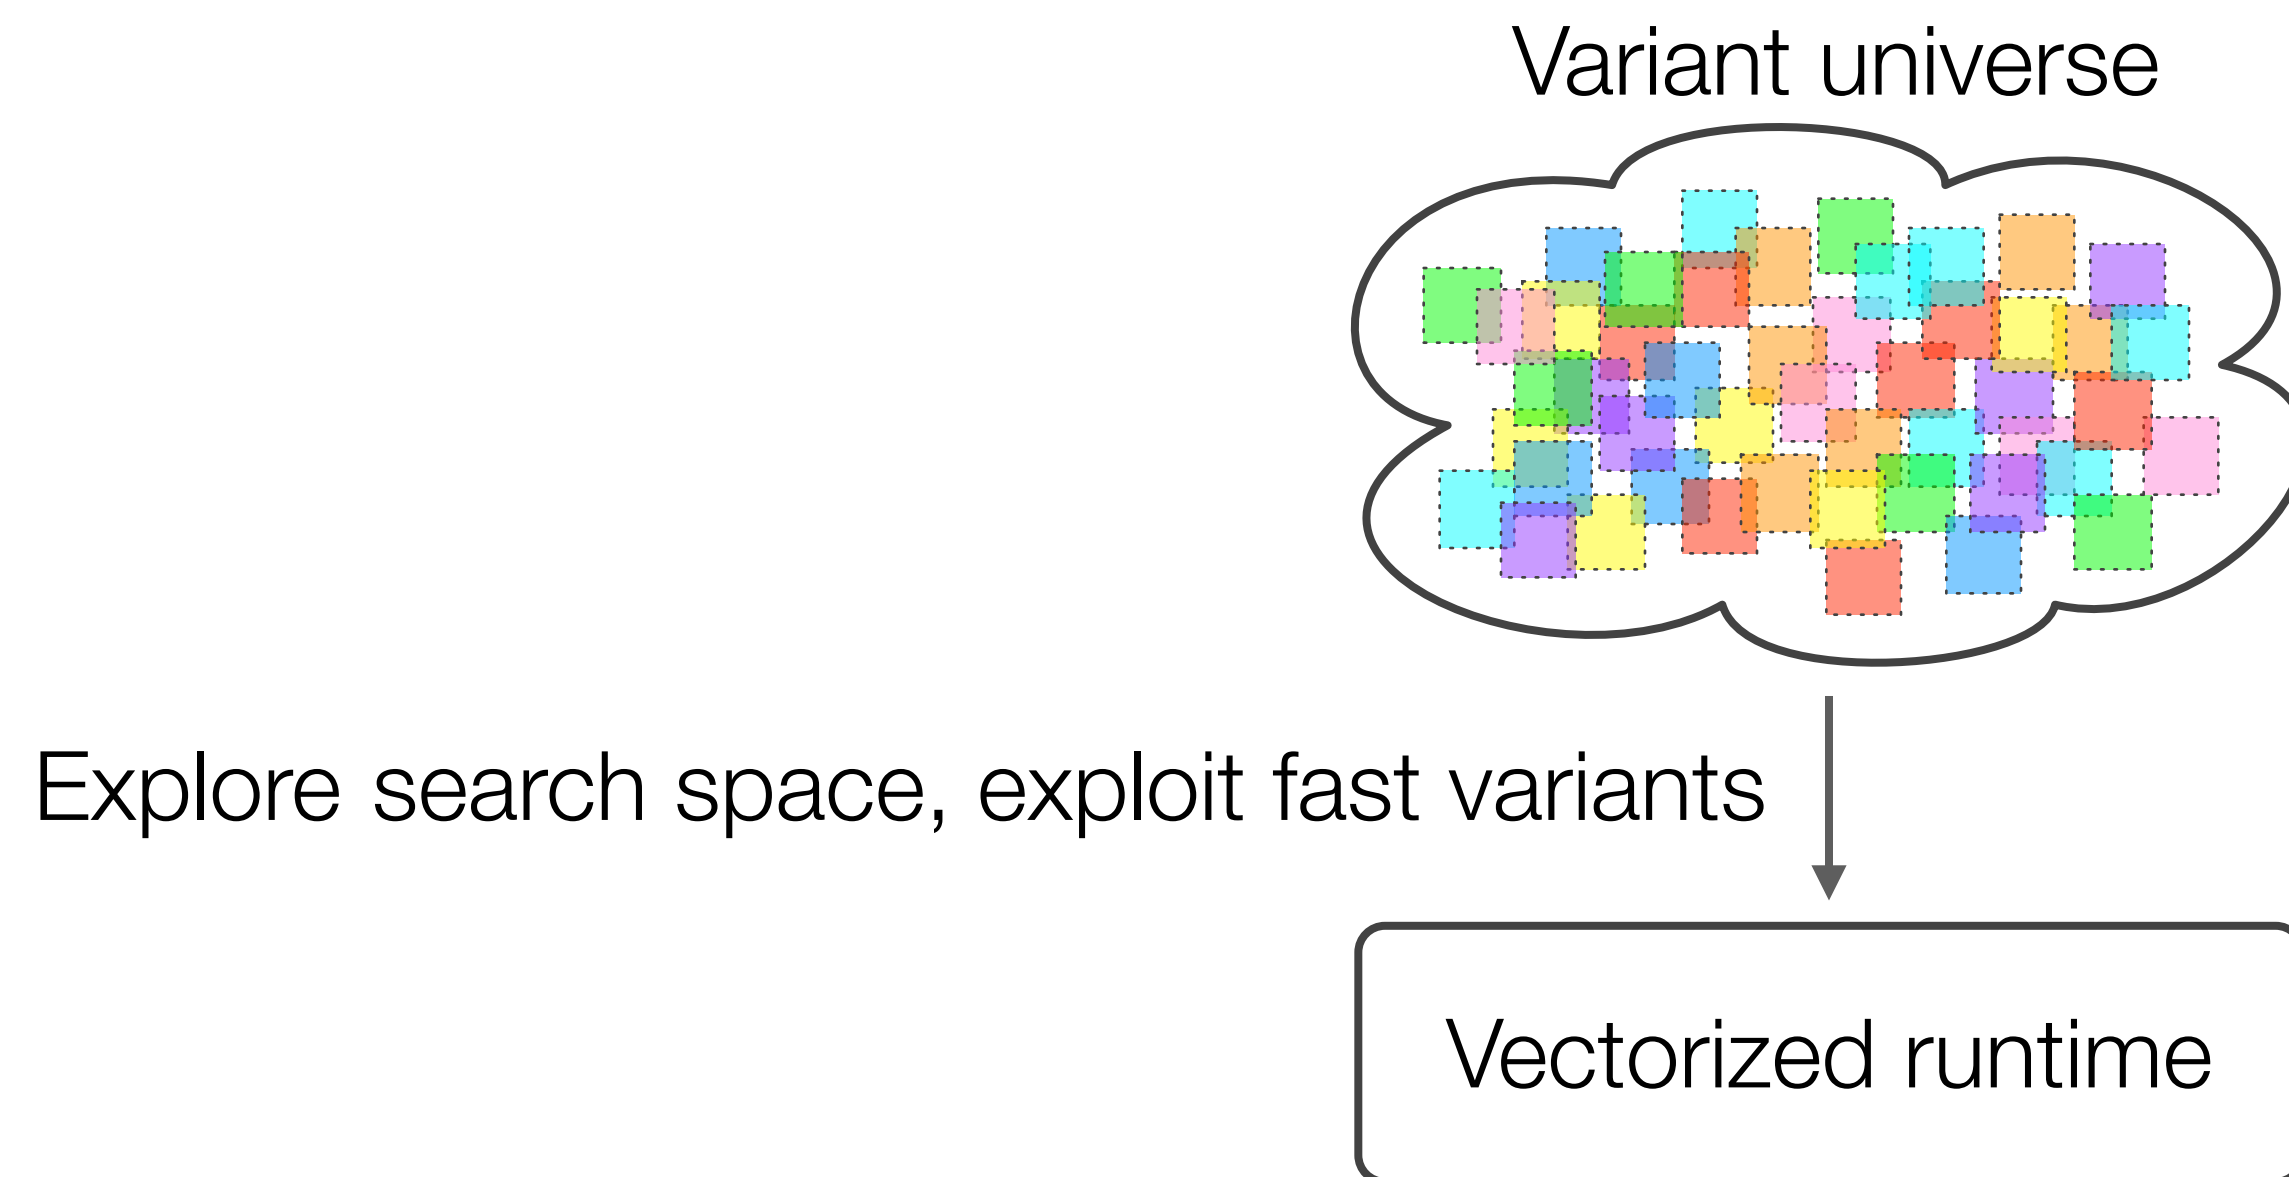 Variant universe
Explore search space, exploit fast variants
Vectorized runtime